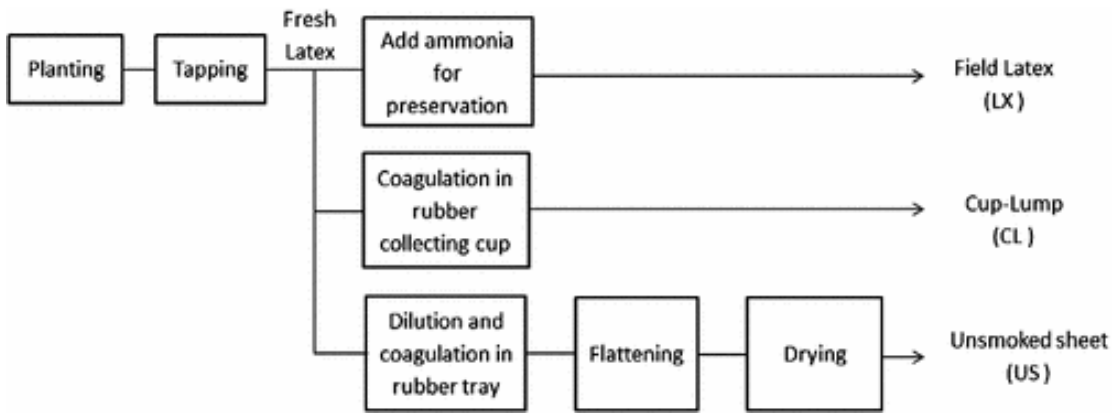 Planting
Tapping
Fresh
Latex
Add ammonia
for
preservation
Field Latex
(LX )
Coagulation in
rubber
collecting cup
Cup-Lump
(CL )
Dilution and
coagulation in
rubber tray
Flattening
Drying
Unsmoked sheet
(US )